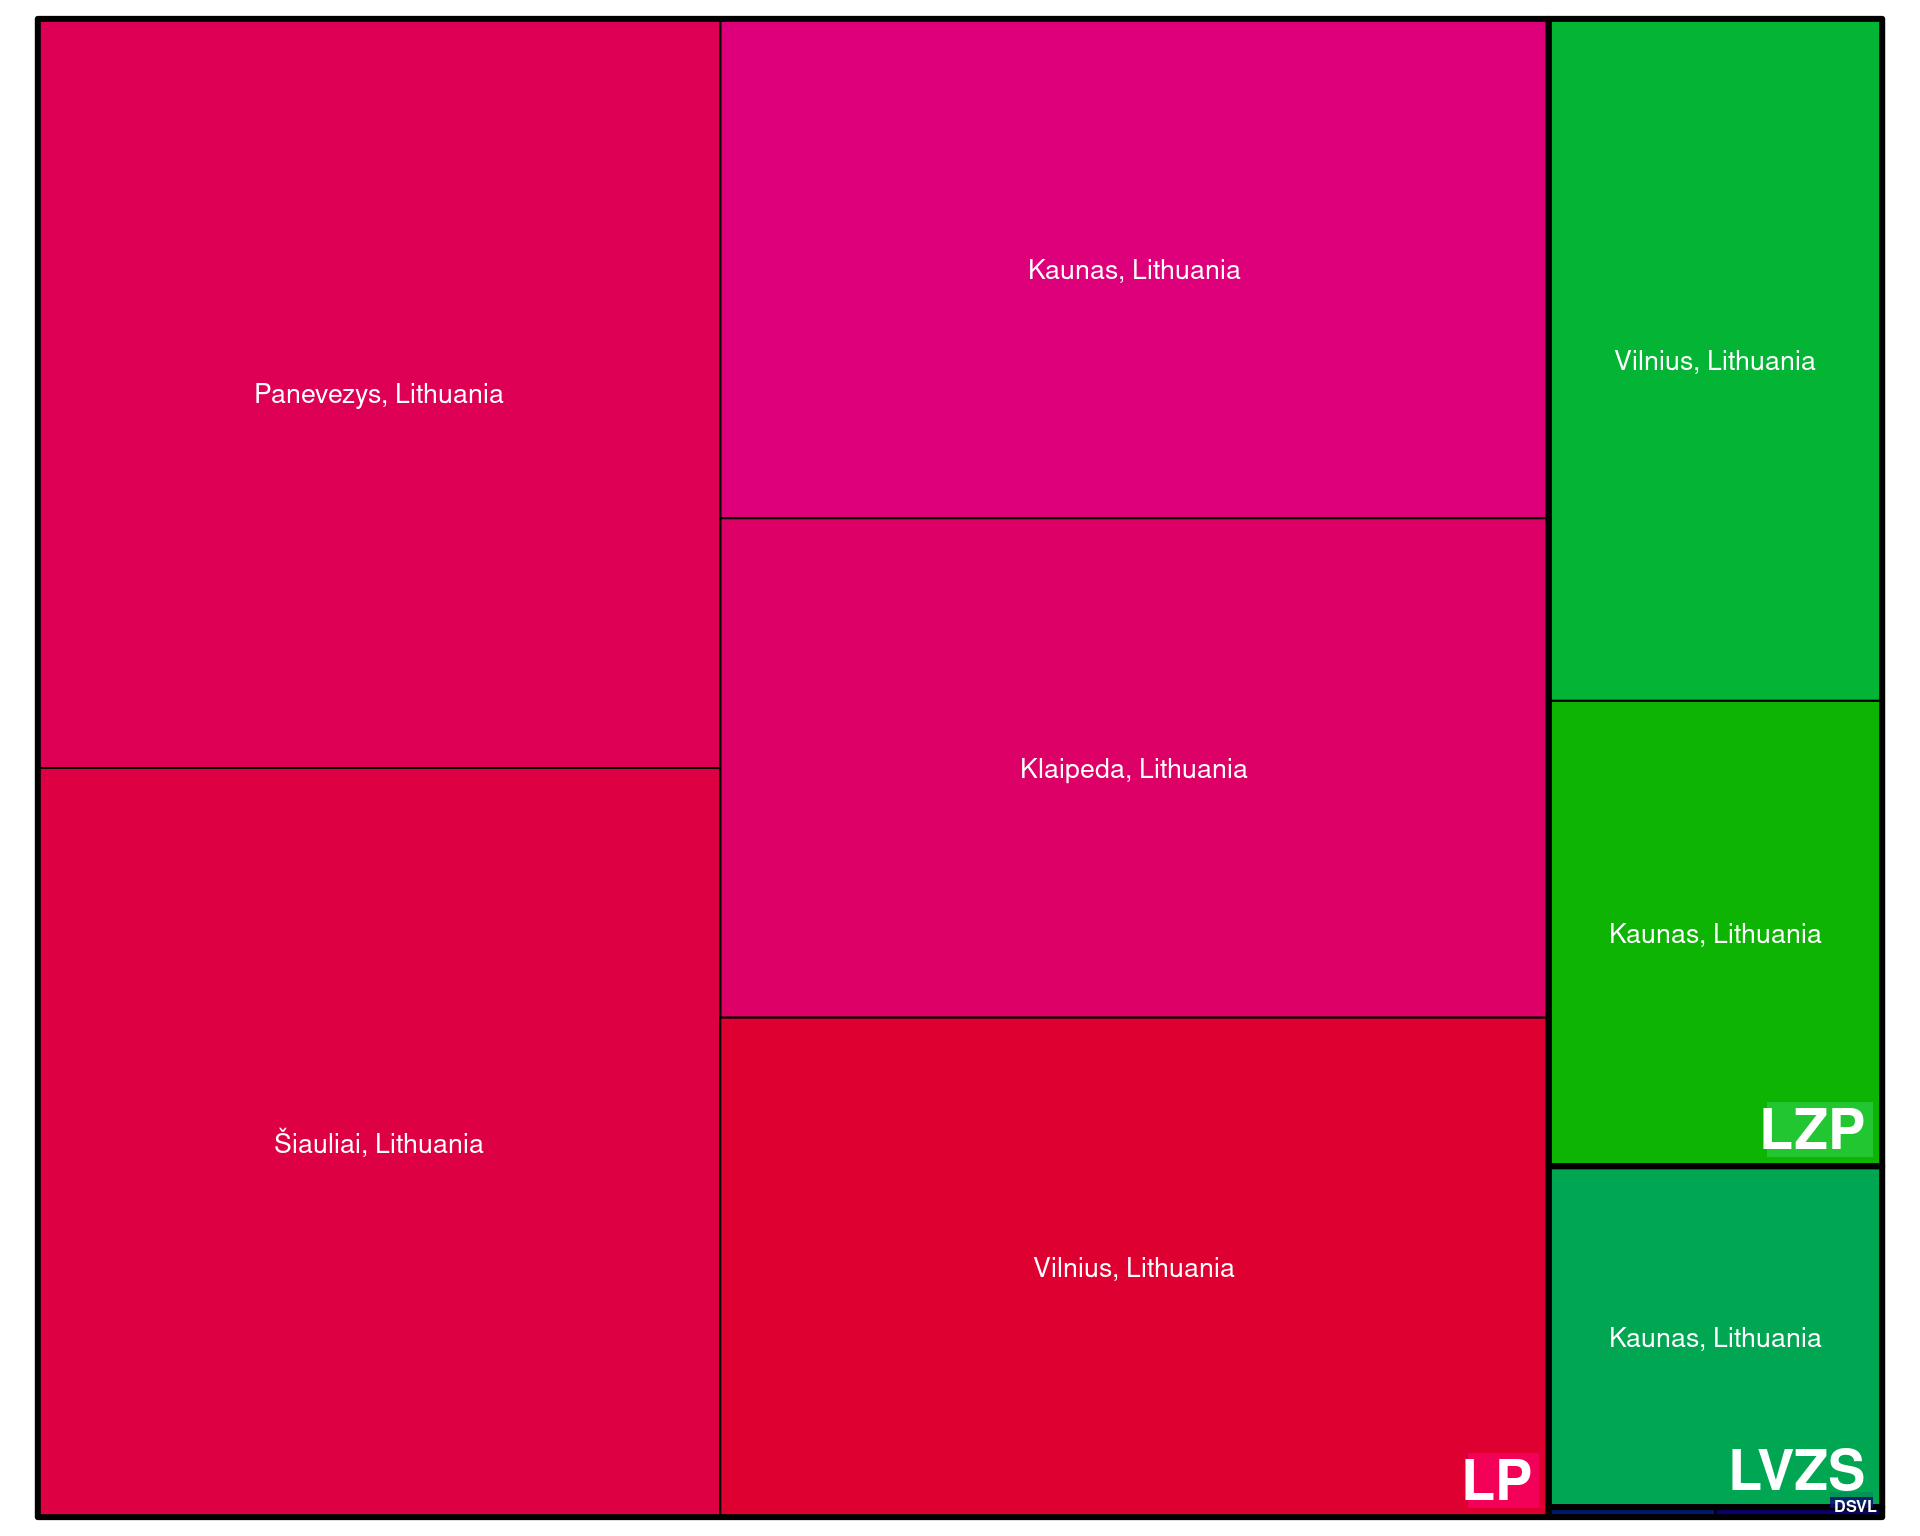 Panevezys, Lithuania
Šiauliai, Lithuania
Kaunas, Lithuania
Klaipeda, Lithuania
Vilnius, Lithuania
LP
Vilnius, Lithuania
Kaunas, Lithuania
LZP
Kaunas, Lithuania
LVZS
DSVL